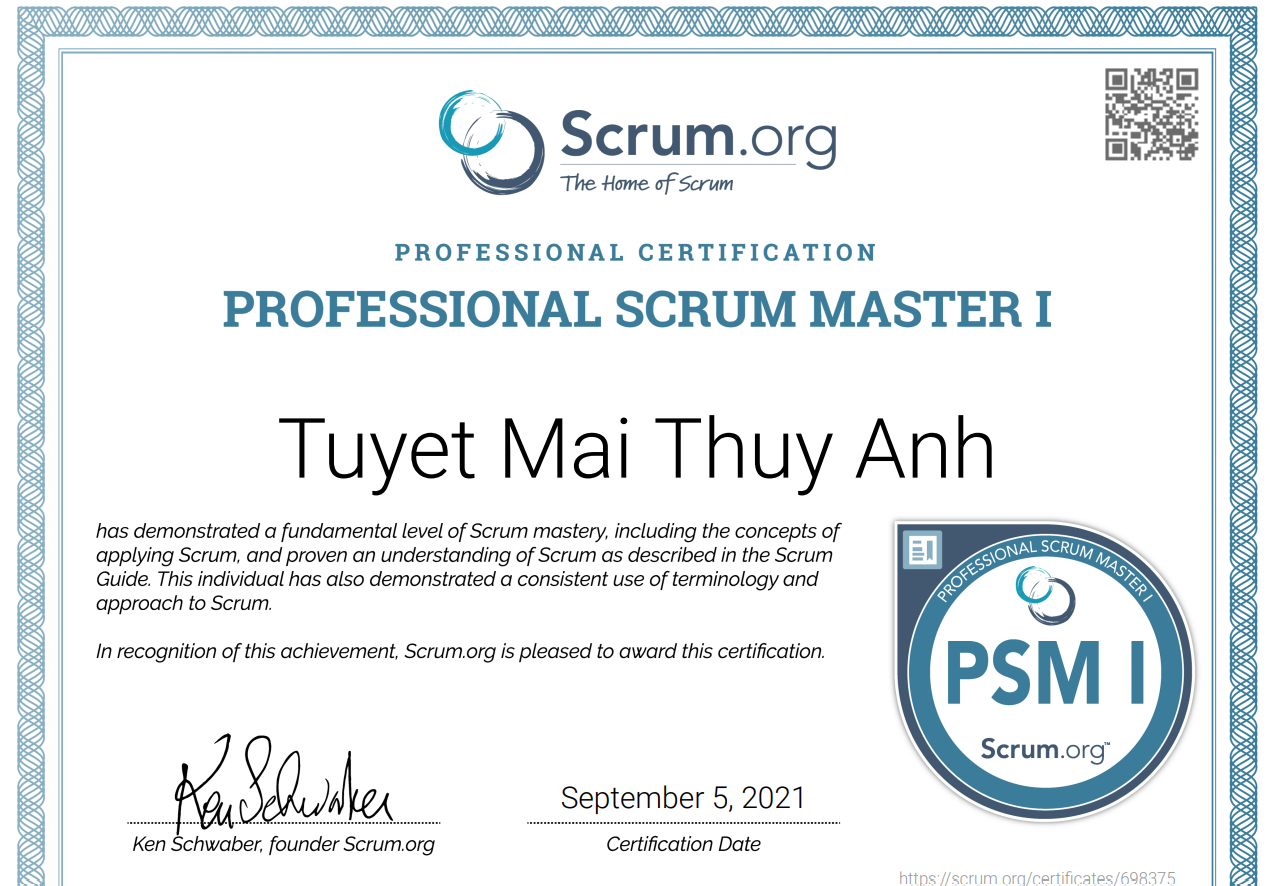 Scrum.org
The Home of Scrum
PROFESSIONAL CERTIFICATION
PROFESSIONAL SCRUM MASTER I
Tuyet Mai Thuy Anh
has demonstrated a fundamental level of Scrum mastery, including the concepts of
applying Scrum, and proven an understanding of Scrum as described in the Scrum
Guide. This individual has also demonstrated a consistent use of terminology and
approach to Scrum.
In recognition of this achievement, Scrum.org is pleased to award this certification.
PROFESSIONAL SCRUM MASTER I
PSM I
Scrum.org™
Ken Schwaber
September 5, 2021
Ken Schwaber, founder Scrum.org
Certification Date
https://scrum.org/certificates/698375